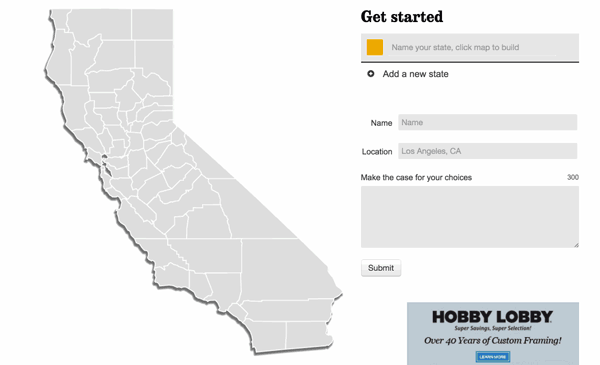 Get started
Name your state, click map to build
Add a new state
Name Name
Location Los Angeles, CA
Make the case for your choices 300
Submit
HOBBY LOBBY
Super Savings, Super Selection!
Over 40 Years of Custom Framing!
LEARN MORE